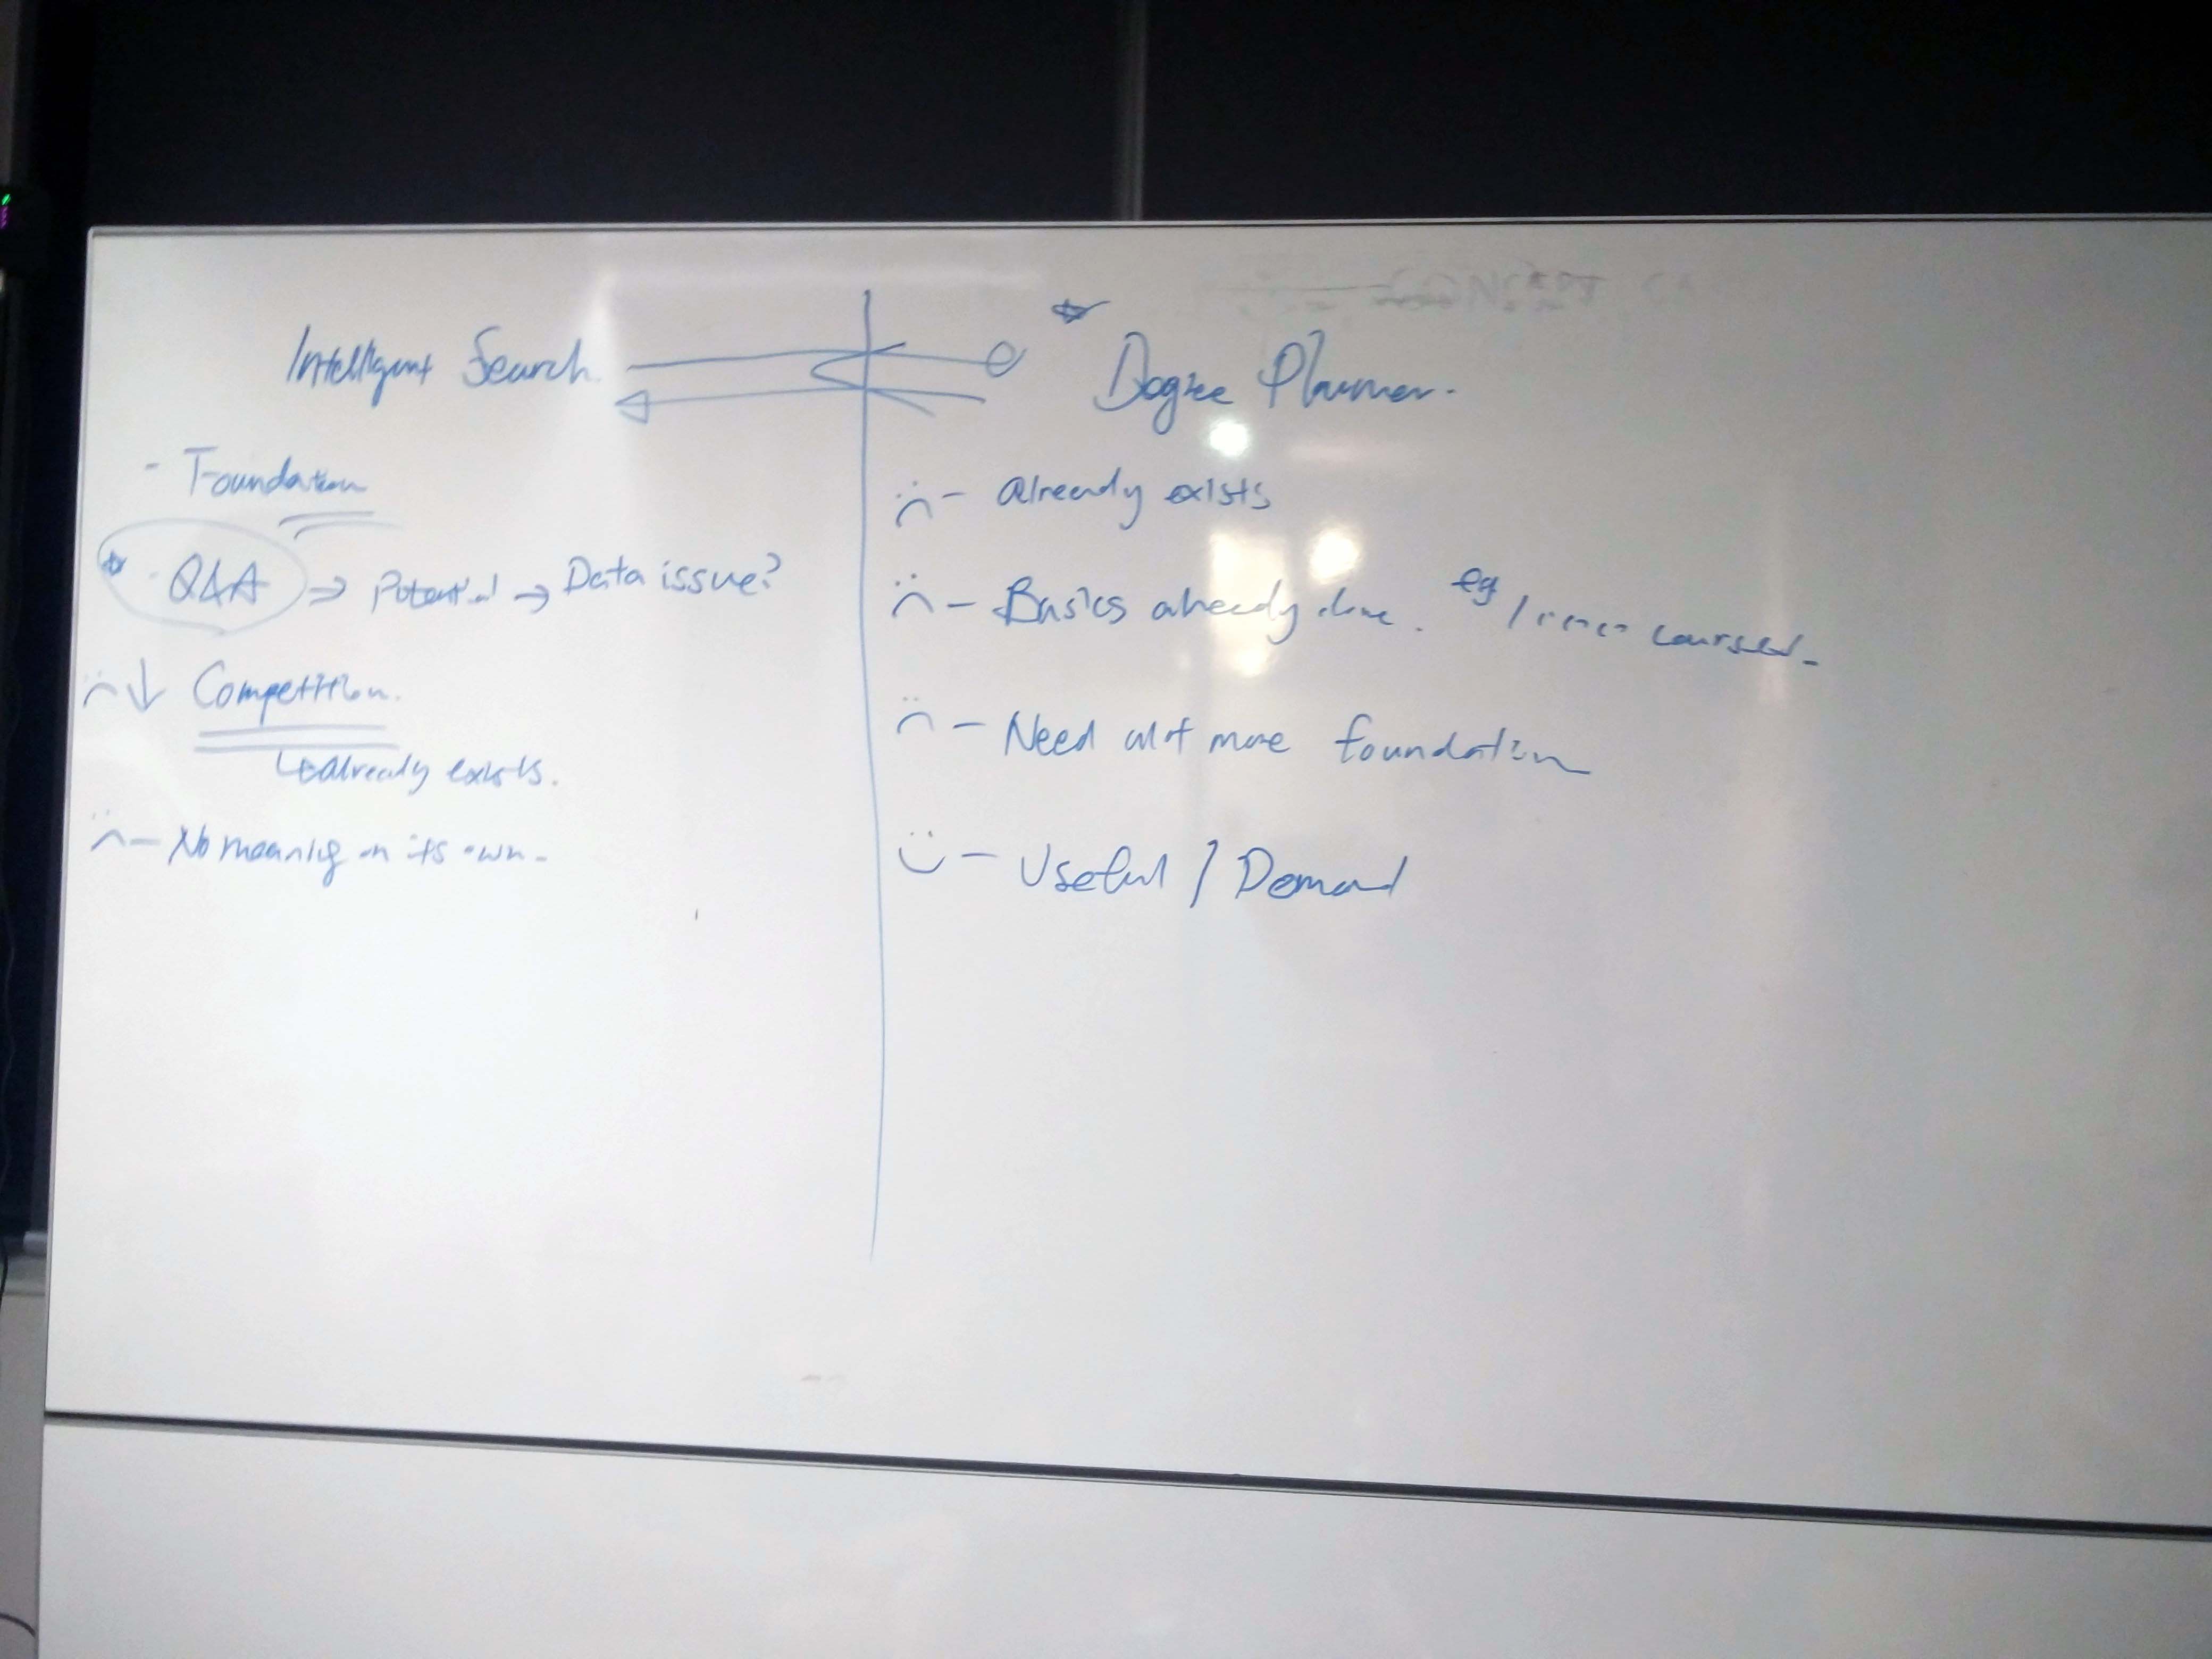 Intelligent Search.
- Foundation
Q&A ⇒ Potential → Data issue?
↓ Competition.
↳ already exists.
- No meaning on its own.
Degree Planner.
- Already exists
- Basics already done. eg courses.
- Need alot more foundation
- Useful / Demand